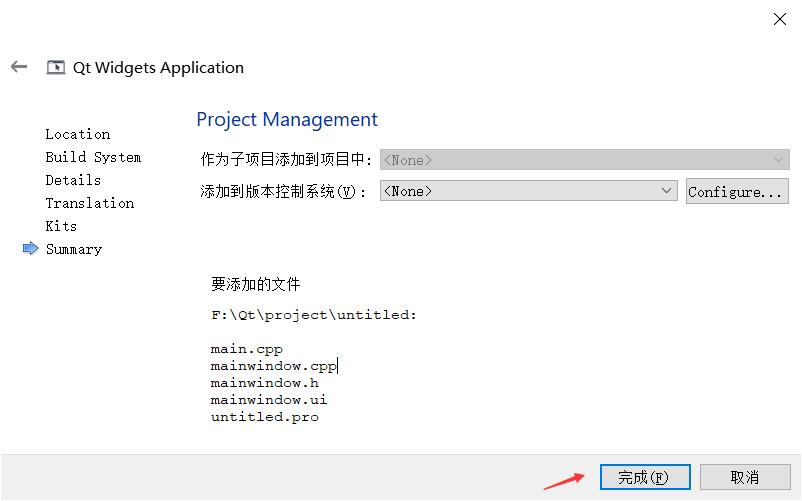 Qt Widgets Application
Project Management
Location
Build System
Details
Translation
Kits
Summary
作为子项目添加到项目中: <None>
添加到版本控制系统(V): <None> Configure...
要添加的文件
F:\Qt\project\untitled:
main.cpp
mainwindow.cpp
mainwindow.h
mainwindow.ui
untitled.pro
完成(F) 取消